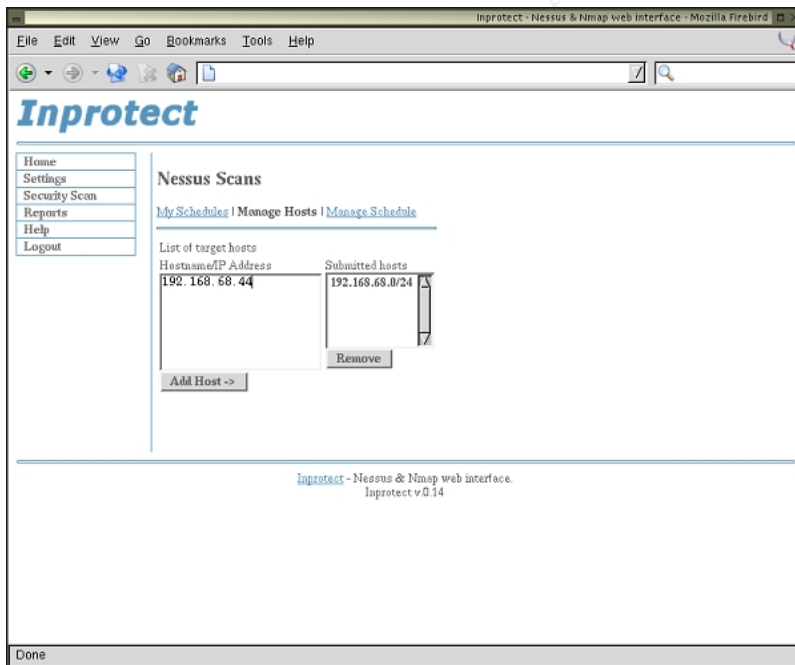 Inprotect - Nessus & Nmap web interface - Mozilla Firebird
File Edit View Go Bookmarks Tools Help
Inprotect
Home
Settings
Security Scan
Reports
Help
Logout
Nessus Scans
My Schedules | Manage Hosts | Manage Schedule
List of target hosts
Hostname/IP Address
192.168.68.44
Add Host ->
Submitted hosts
192.168.68.0/24
Remove
Inprotect - Nessus & Nmap web interface.
Inprotect v.0.14
Done